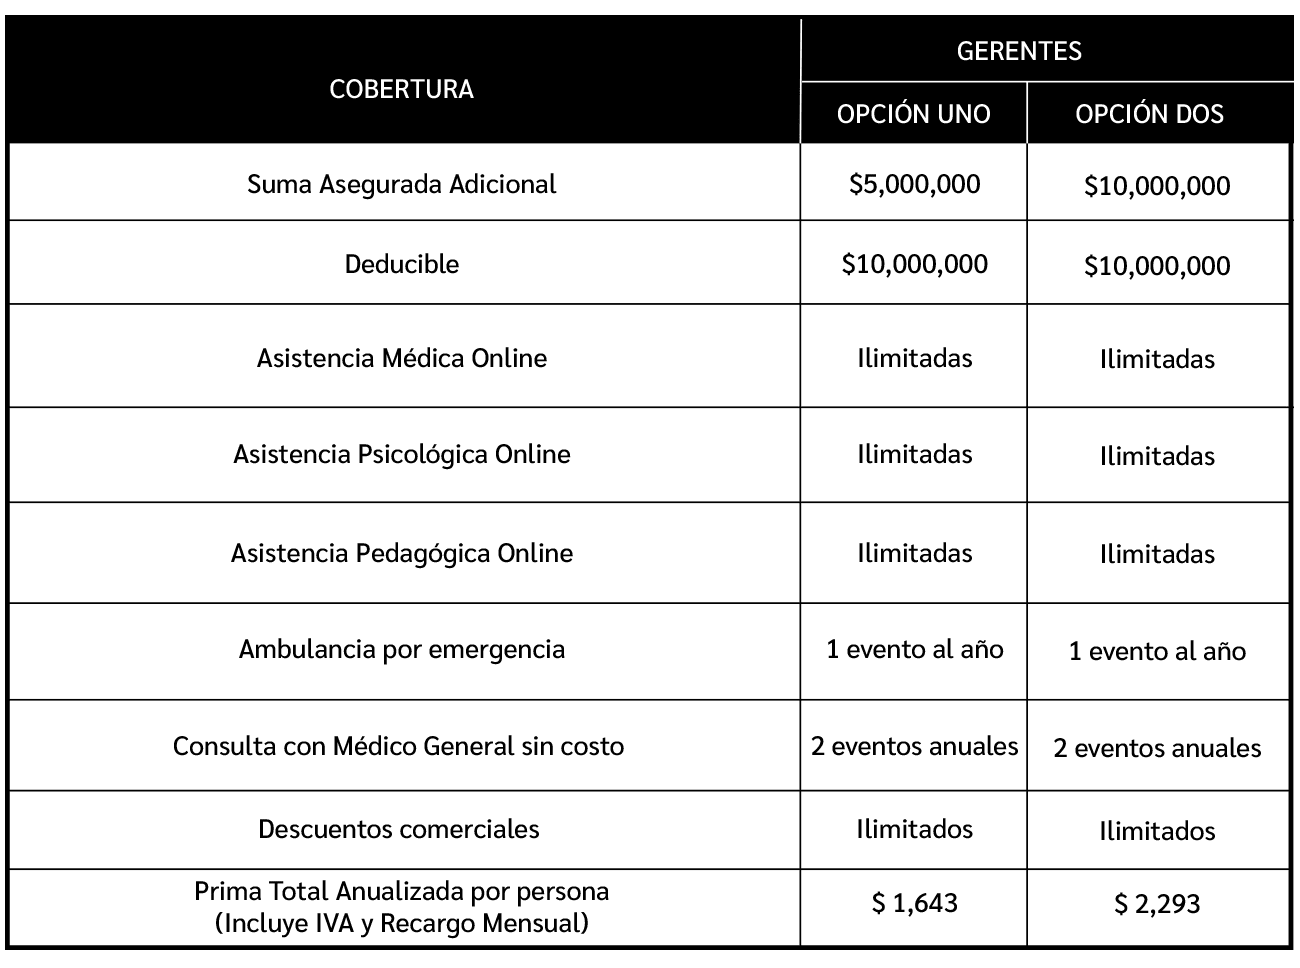 COBERTURA
GERENTES
OPCIÓN UNO
OPCIÓN DOS
Suma Asegurada Adicional
$5,000,000
$10,000,000
Deducible
$10,000,000
$10,000,000
Asistencia Médica Online
Ilimitadas
Ilimitadas
Asistencia Psicológica Online
Ilimitadas
Ilimitadas
Asistencia Pedagógica Online
Ilimitadas
Ilimitadas
Ambulancia por emergencia
1 evento al año
1 evento al año
Consulta con Médico General sin costo
2 eventos anuales
2 eventos anuales
Descuentos comerciales
Ilimitados
Ilimitados
Prima Total Anualizada por persona
(Incluye IVA y Recargo Mensual)
$ 1,643
$ 2,293